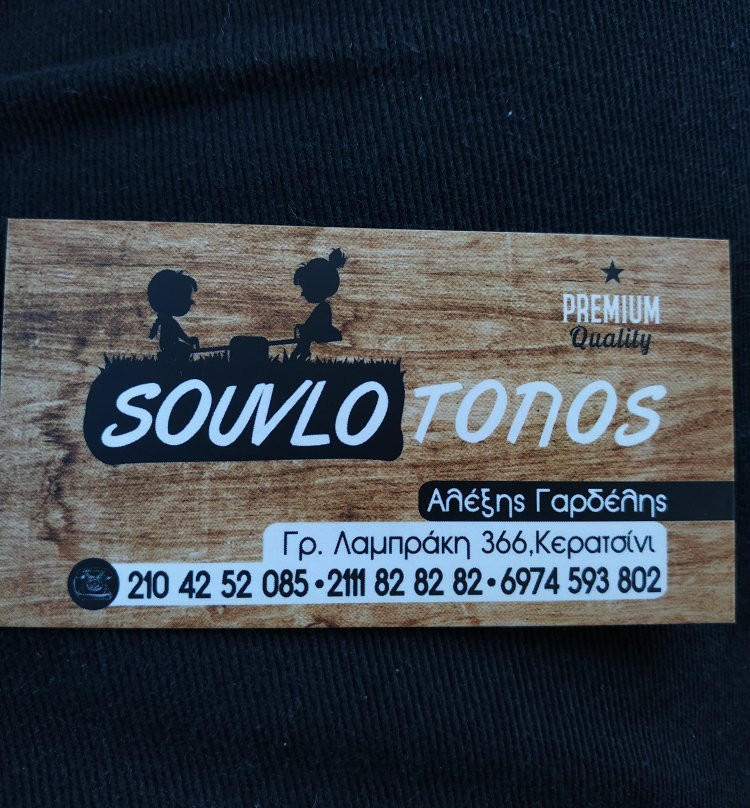 PREMIUM
Quality
SOUVLO ΤΟΠΟS
Αλέξης Γαρδέλης
Γρ. Λαμπράκη 366,Κερατσίνι
210 42 52 085 • 2111 82 82 82 • 6974 593 802